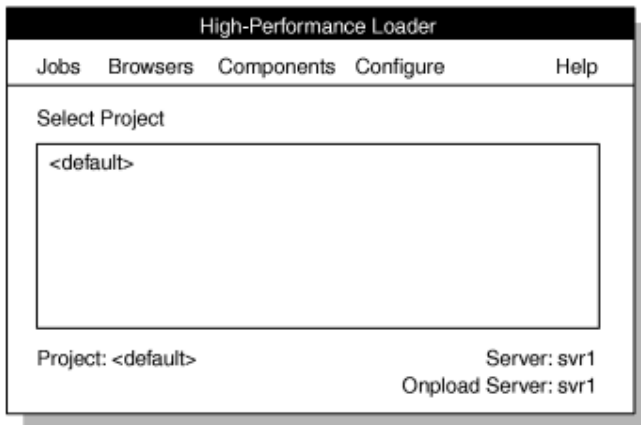 High-Performance Loader
Jobs Browsers Components Configure Help
Select Project
<default>
Project: <default> Server: svr1
Onpload Server: svr1